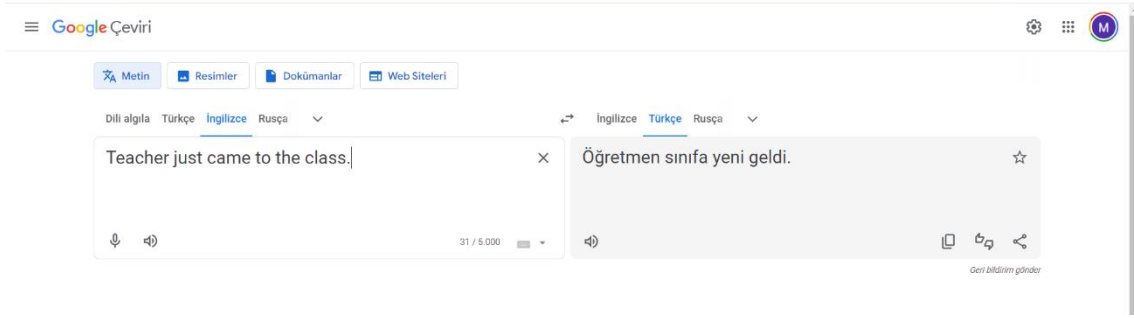 Google Çeviri
M
Metin Resimler Dokümanlar Web Siteleri
Dili algıla Türkçe İngilizce Rusça İngilizce Türkçe Rusça
Teacher just came to the class. Öğretmen sınıfa yeni geldi.
31 / 5.000
Geri bildirim gönder